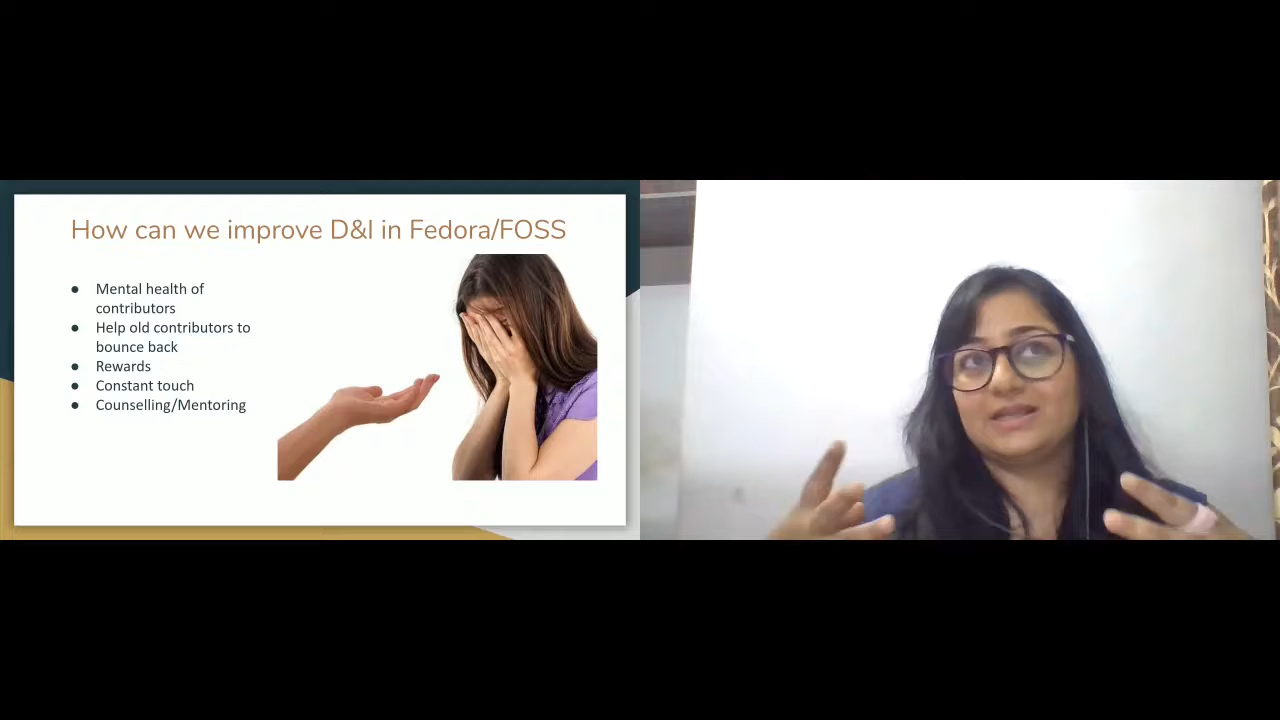 How can we improve D&I in Fedora/FOSS
● Mental health of
contributors
● Help old contributors to
bounce back
● Rewards
● Constant touch
● Counselling/Mentoring